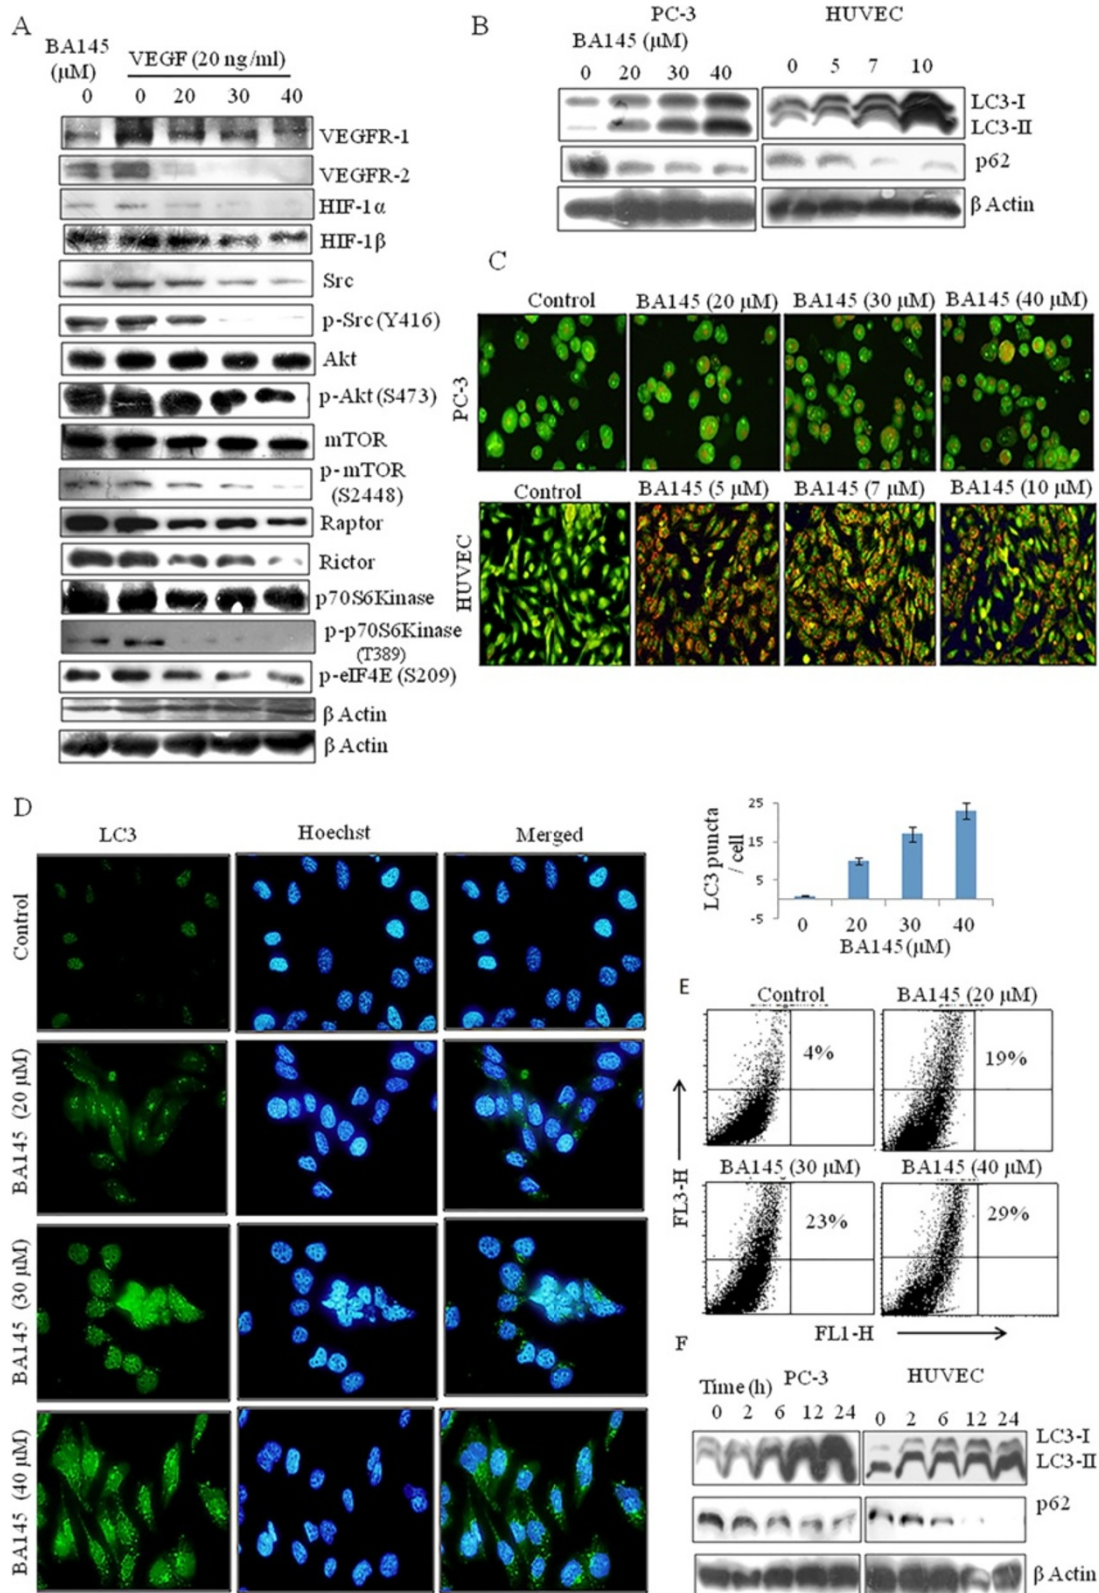 A
BA145 (μM)
VEGF (20 ng/ml)
0 0 20 30 40
VEGFR-1
VEGFR-2
HIF-1α
HIF-1β
Src
p-Src (Y416)
Akt
p-Akt (S473)
mTOR
p-mTOR
(S2448)
Raptor
Rictor
p70S6Kinase
p-p70S6Kinase
(T389)
p-eIF4E (S209)
β Actin
β Actin
B
PC-3 HUVEC
BA145 (μM)
0 20 30 40 0 5 7 10
LC3-I
LC3-II
p62
β Actin
C
Control BA145 (20 μM) BA145 (30 μM) BA145 (40 μM)
PC-3
Control BA145 (5 μM) BA145 (7 μM) BA145 (10 μM)
HUVEC
D
LC3 Hoechst Merged
Control
BA145 (20 μM)
BA145 (30 μM)
BA145 (40 μM)
LC3 puncta
/ cell
25
15
5
-5
0 20 30 40
BA145 (μM)
E
Control BA145 (20 μM)
4% 19%
BA145 (30 μM) BA145 (40 μM)
23% 29%
FL3-H
FL1-H
F
Time (h) PC-3 HUVEC
0 2 6 12 24 0 2 6 12 24
LC3-I
LC3-II
p62
β Actin